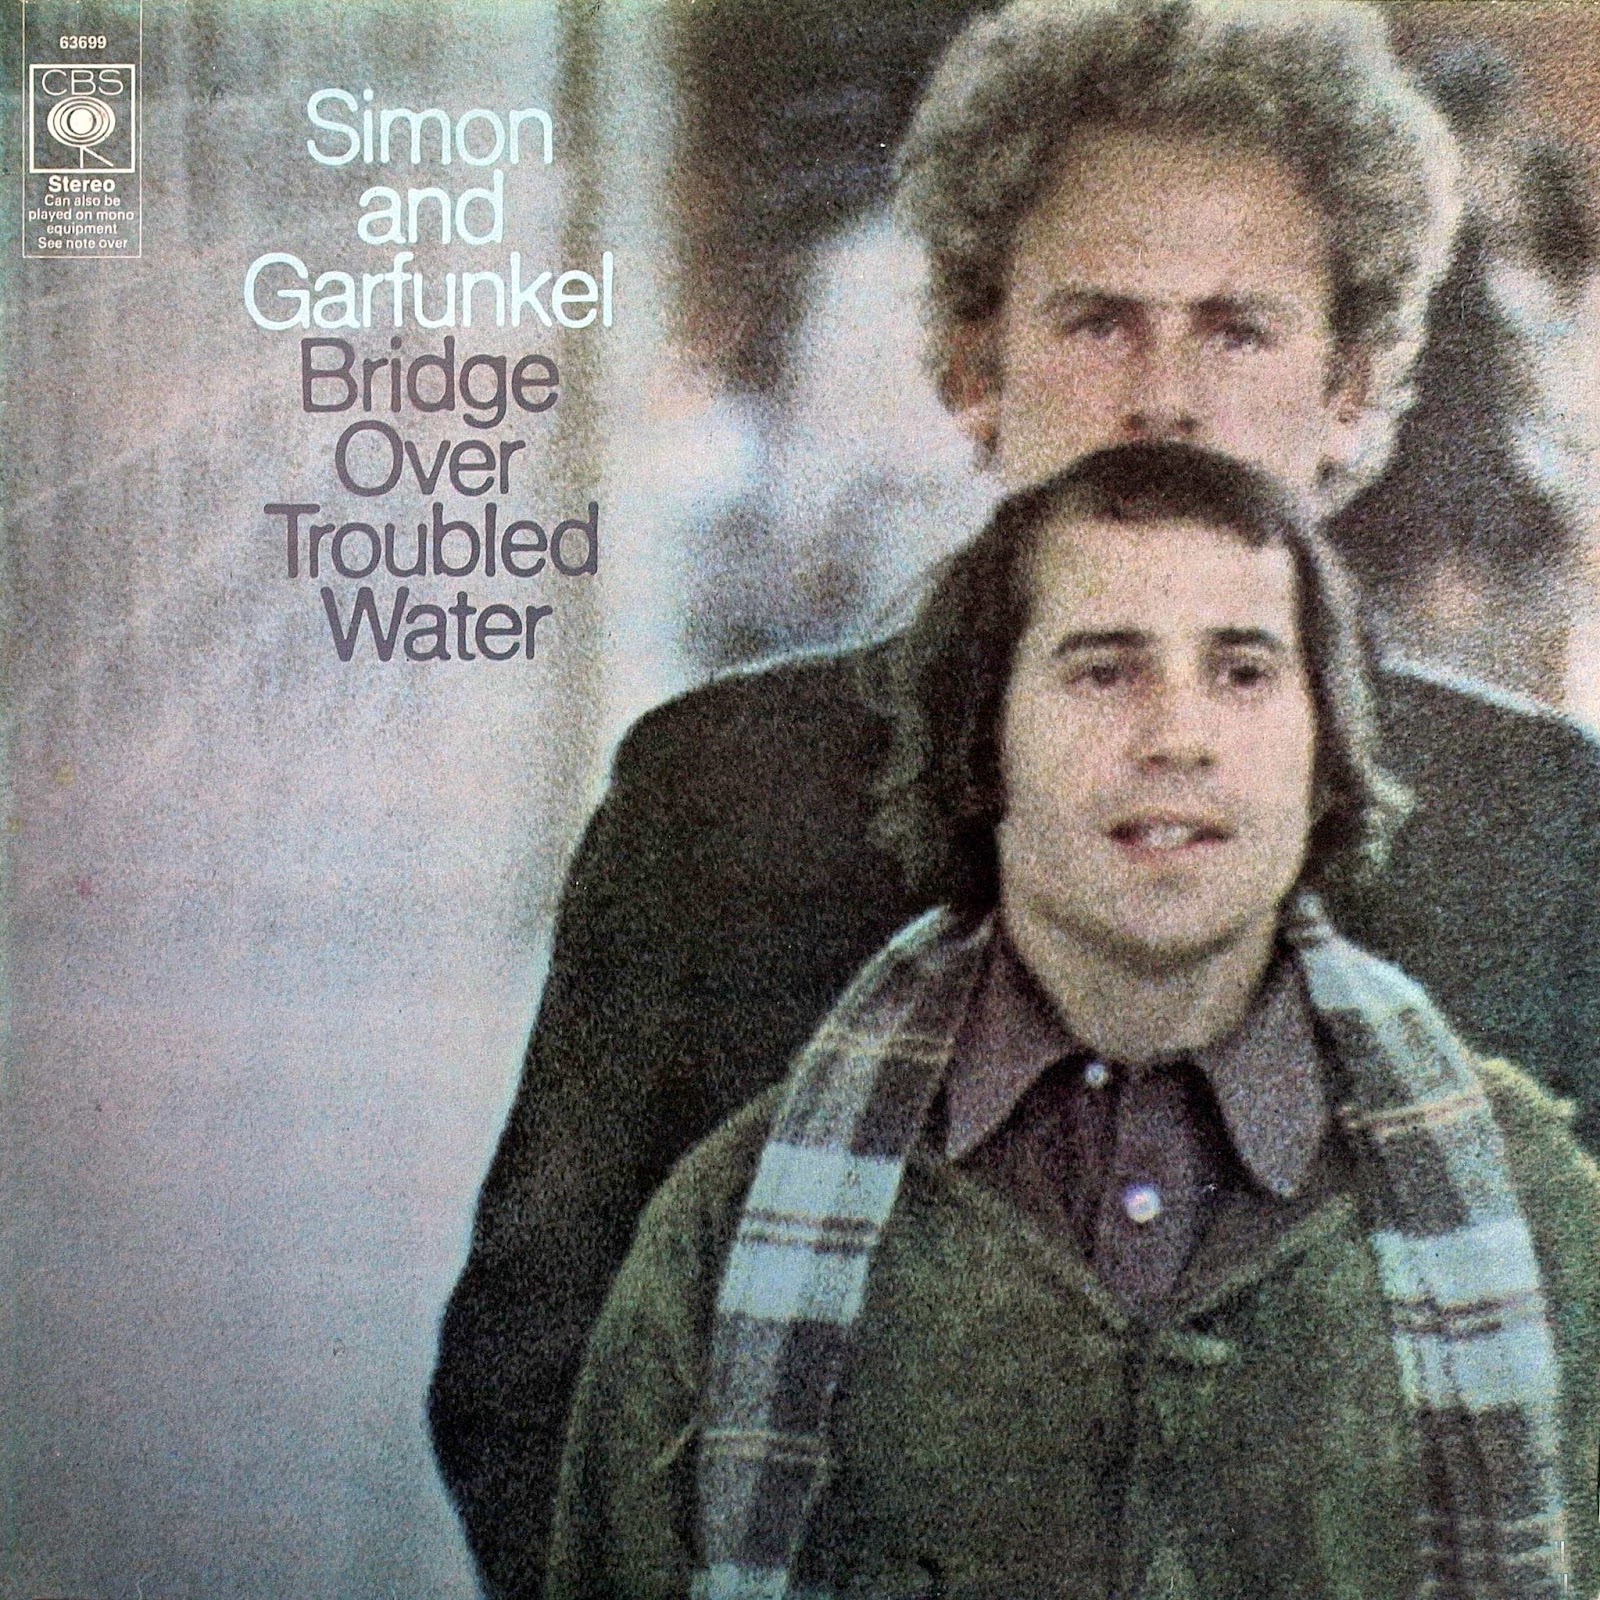 63699
CBS
Stereo
Can also be
played on mono
equipment
See note over
Simon
and
Garfunkel
Bridge
Over
Troubled
Water